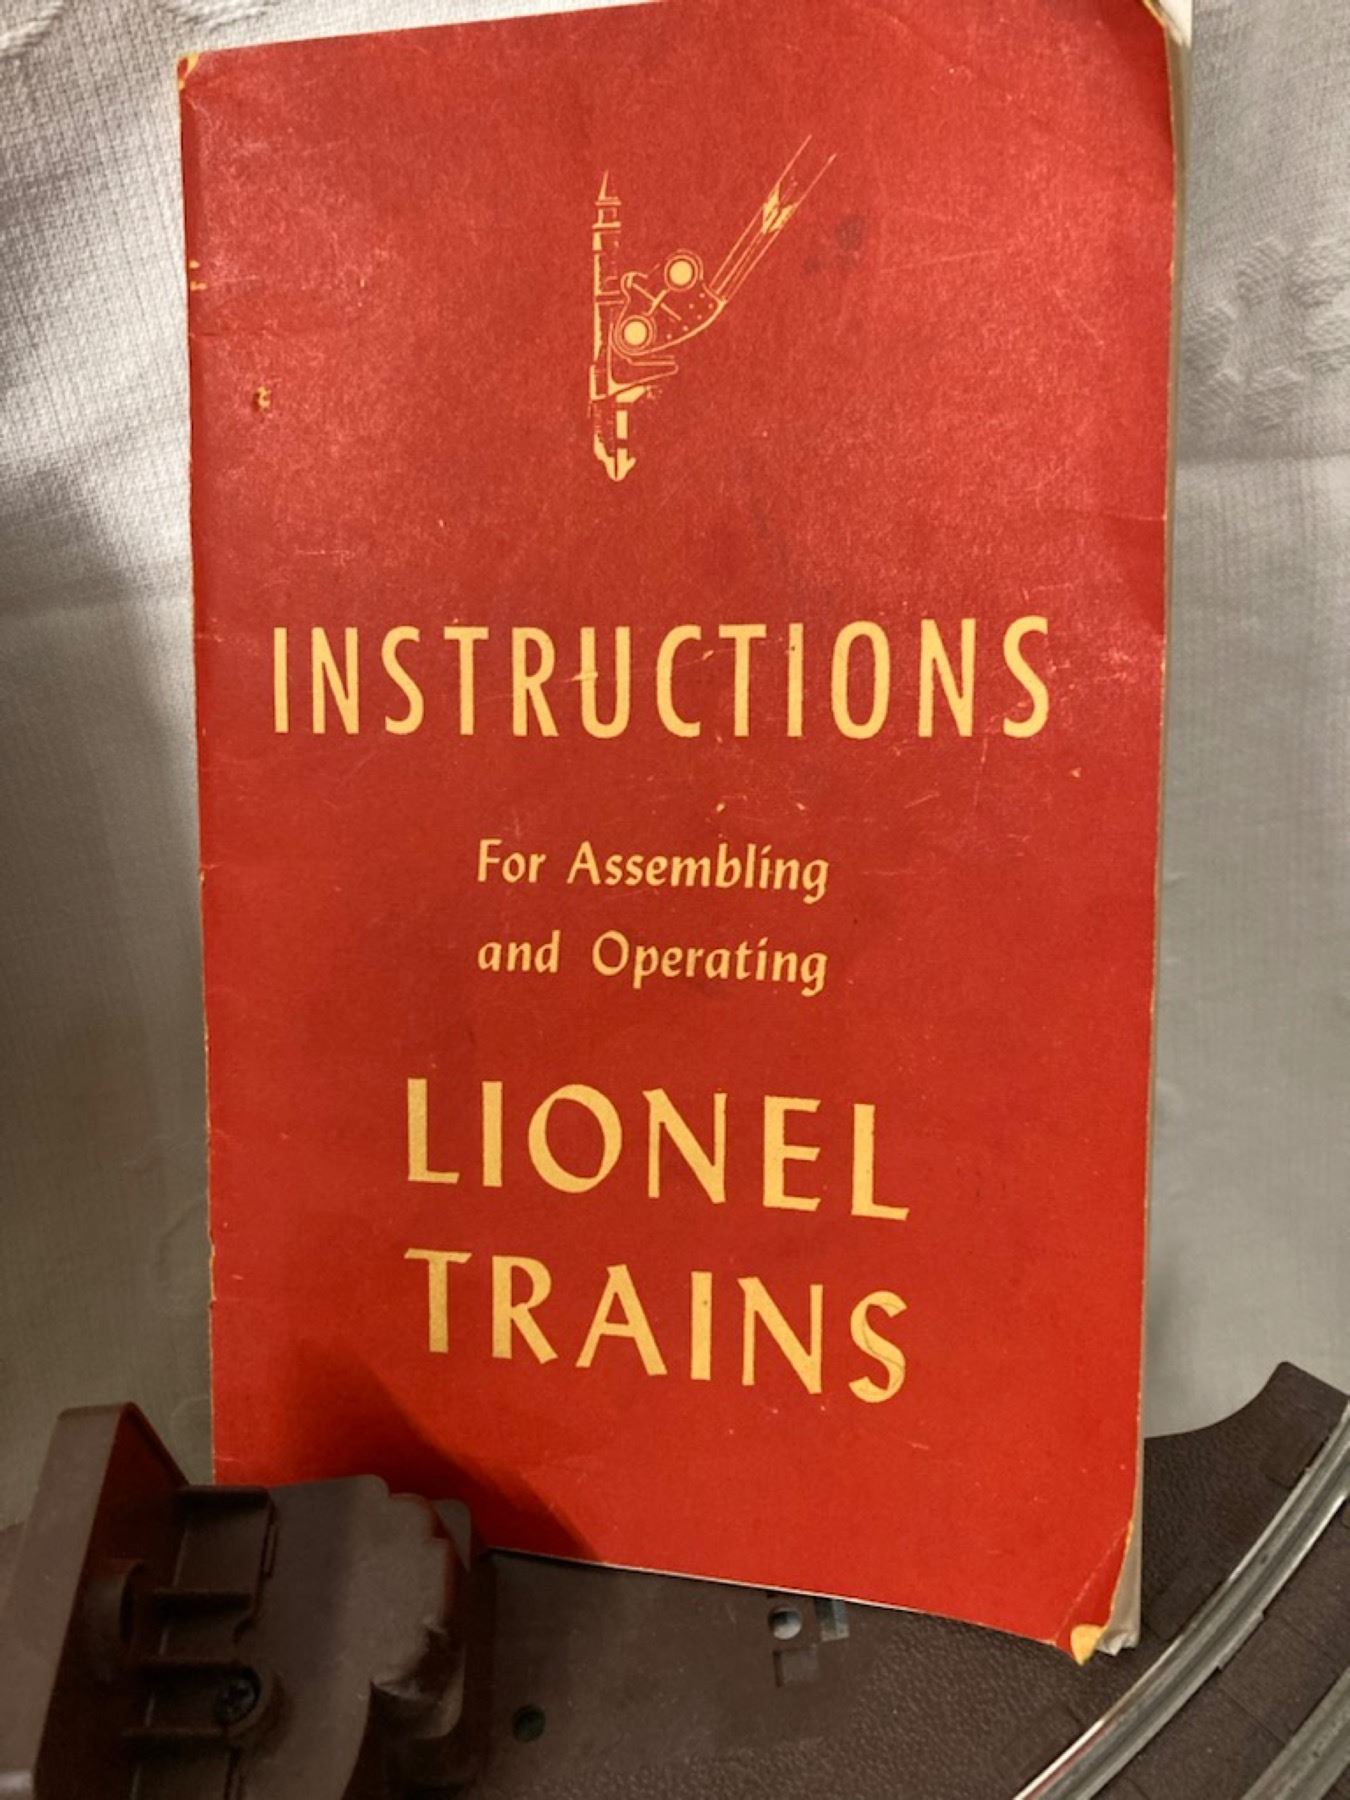 INSTRUCTIONS
For Assembling
and Operating
LIONEL
TRAINS